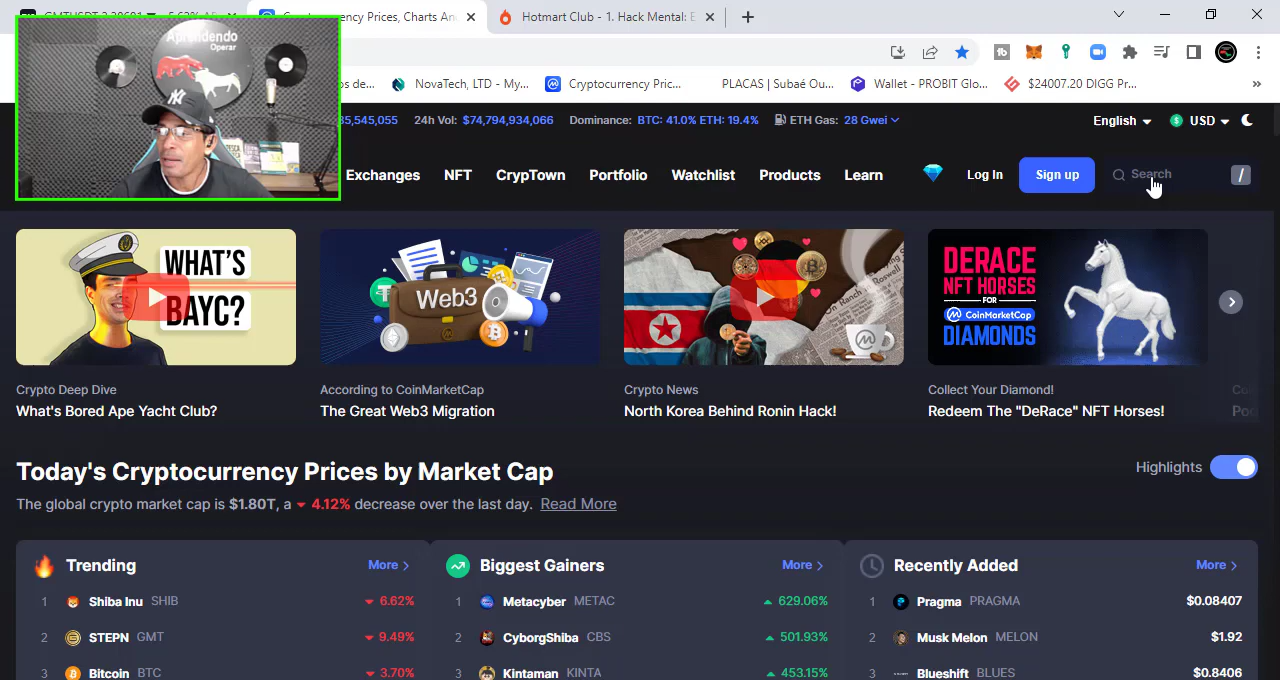 Cryptocurrency Prices, Charts An
Hotmart Club - 1. Hack Mental: E
os de...
NovaTech, LTD - My...
Cryptocurrency Pric...
PLACAS | Subaé Ou...
Wallet - PROBIT Glo...
$24007.20 DIGG Pr...
Aprendendo
Operar
35,545,055 24h Vol: $74,794,934,066 Dominance: BTC: 41.0% ETH: 19.4% ETH Gas: 28 Gwei
English USD
Exchanges NFT CrypTown Portfolio Watchlist Products Learn Log In Sign up Search /
WHAT'S
BAYC?
Web3
DERACE
NFT HORSES
FOR
CoinMarketCap
DIAMONDS
Crypto Deep Dive
What's Bored Ape Yacht Club?
According to CoinMarketCap
The Great Web3 Migration
Crypto News
North Korea Behind Ronin Hack!
Collect Your Diamond!
Redeem The "DeRace" NFT Horses!
Today's Cryptocurrency Prices by Market Cap
Highlights
The global crypto market cap is $1.80T, a 4.12% decrease over the last day. Read More
Trending More
1 Shiba Inu SHIB 6.62%
2 STEPN GMT 9.49%
3 Bitcoin BTC 3.70%
Biggest Gainers More
1 Metacyber METAC 629.06%
2 CyborgShiba CBS 501.93%
3 Kintaman KINTA 453.15%
Recently Added More
1 Pragma PRAGMA $0.08407
2 Musk Melon MELON $1.92
3 Blueshift BLUES $0.8406